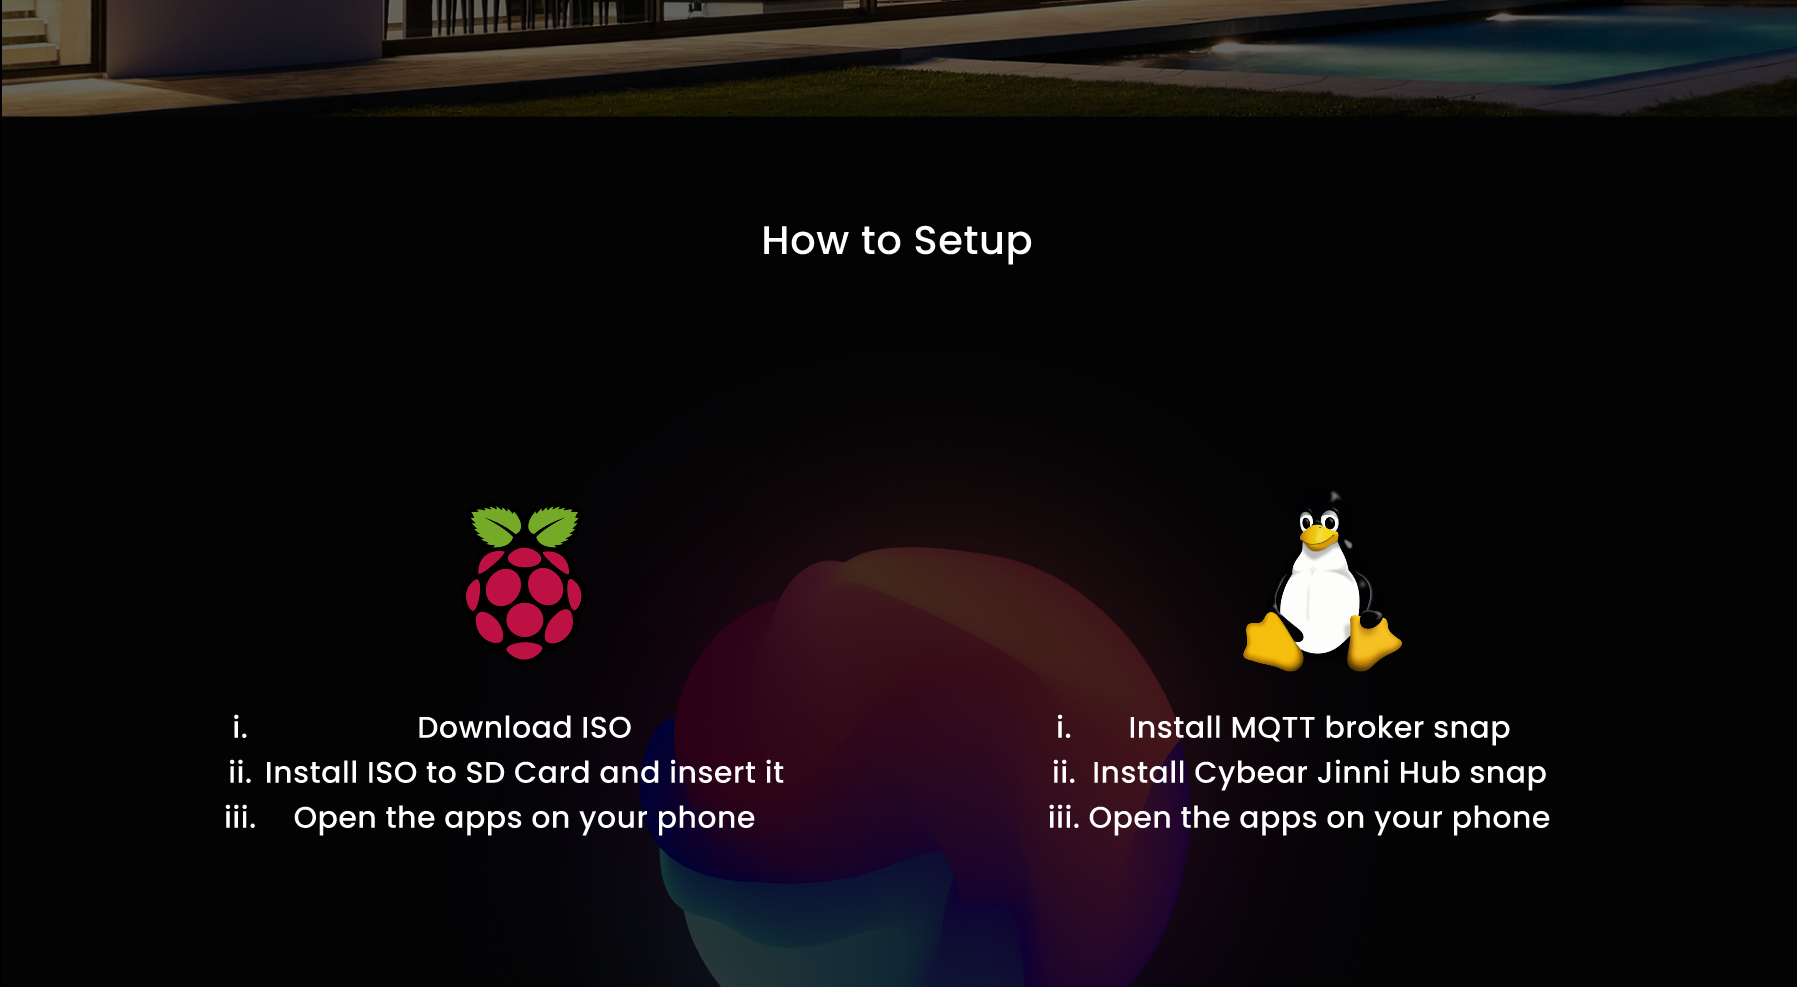 How to Setup
i. Download ISO
ii. Install ISO to SD Card and insert it
iii. Open the apps on your phone
i. Install MQTT broker snap
ii. Install Cybear Jinni Hub snap
iii. Open the apps on your phone